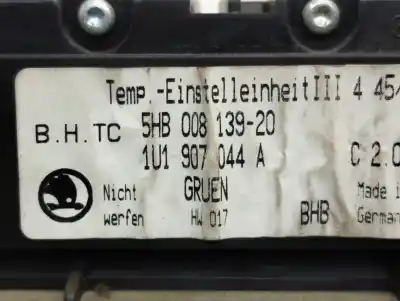 Temp.-EinstelleinheitIII 4 45/
B.H.TC 5HB 008 139-20
1U1 907 044 A C 2.0
Nicht GRUEN Made i
werfen HW 017 BHB German